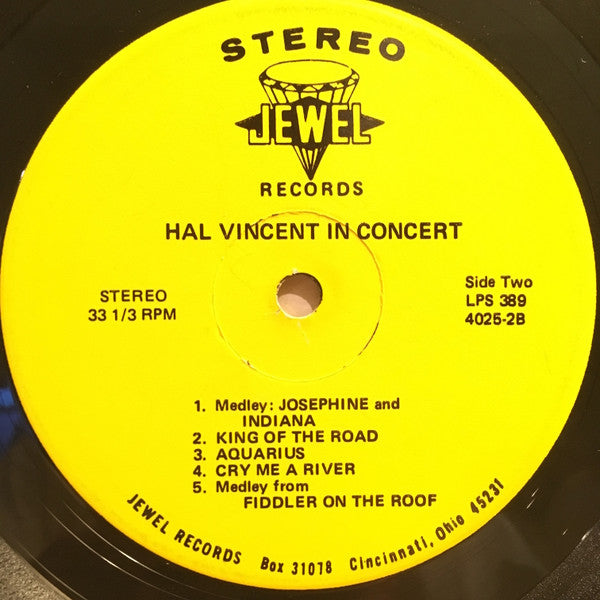 STEREO
JEWEL
RECORDS
HAL VINCENT IN CONCERT
STEREO
33 1/3 RPM
Side Two
LPS 389
4025-2B
1. Medley: JOSEPHINE and
INDIANA
2. KING OF THE ROAD
3. AQUARIUS
4. CRY ME A RIVER
5. Medley from
FIDDLER ON THE ROOF
JEWEL RECORDS Box 31078 Cincinnati, Ohio 45231